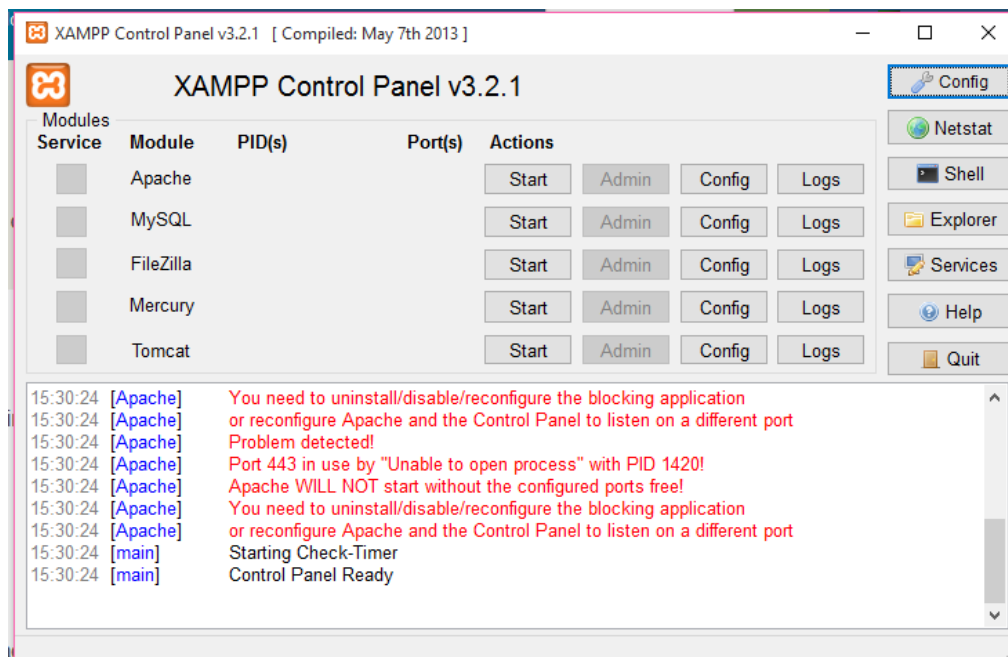 XAMPP Control Panel v3.2.1 [ Compiled: May 7th 2013 ]
XAMPP Control Panel v3.2.1
Config
Modules
Service Module PID(s) Port(s) Actions
Netstat
Apache Start Admin Config Logs
Shell
MySQL Start Admin Config Logs
Explorer
FileZilla Start Admin Config Logs
Services
Mercury Start Admin Config Logs
Help
Tomcat Start Admin Config Logs
Quit
15:30:24 [Apache] You need to uninstall/disable/reconfigure the blocking application
15:30:24 [Apache] or reconfigure Apache and the Control Panel to listen on a different port
15:30:24 [Apache] Problem detected!
15:30:24 [Apache] Port 443 in use by "Unable to open process" with PID 1420!
15:30:24 [Apache] Apache WILL NOT start without the configured ports free!
15:30:24 [Apache] You need to uninstall/disable/reconfigure the blocking application
15:30:24 [Apache] or reconfigure Apache and the Control Panel to listen on a different port
15:30:24 [main] Starting Check-Timer
15:30:24 [main] Control Panel Ready